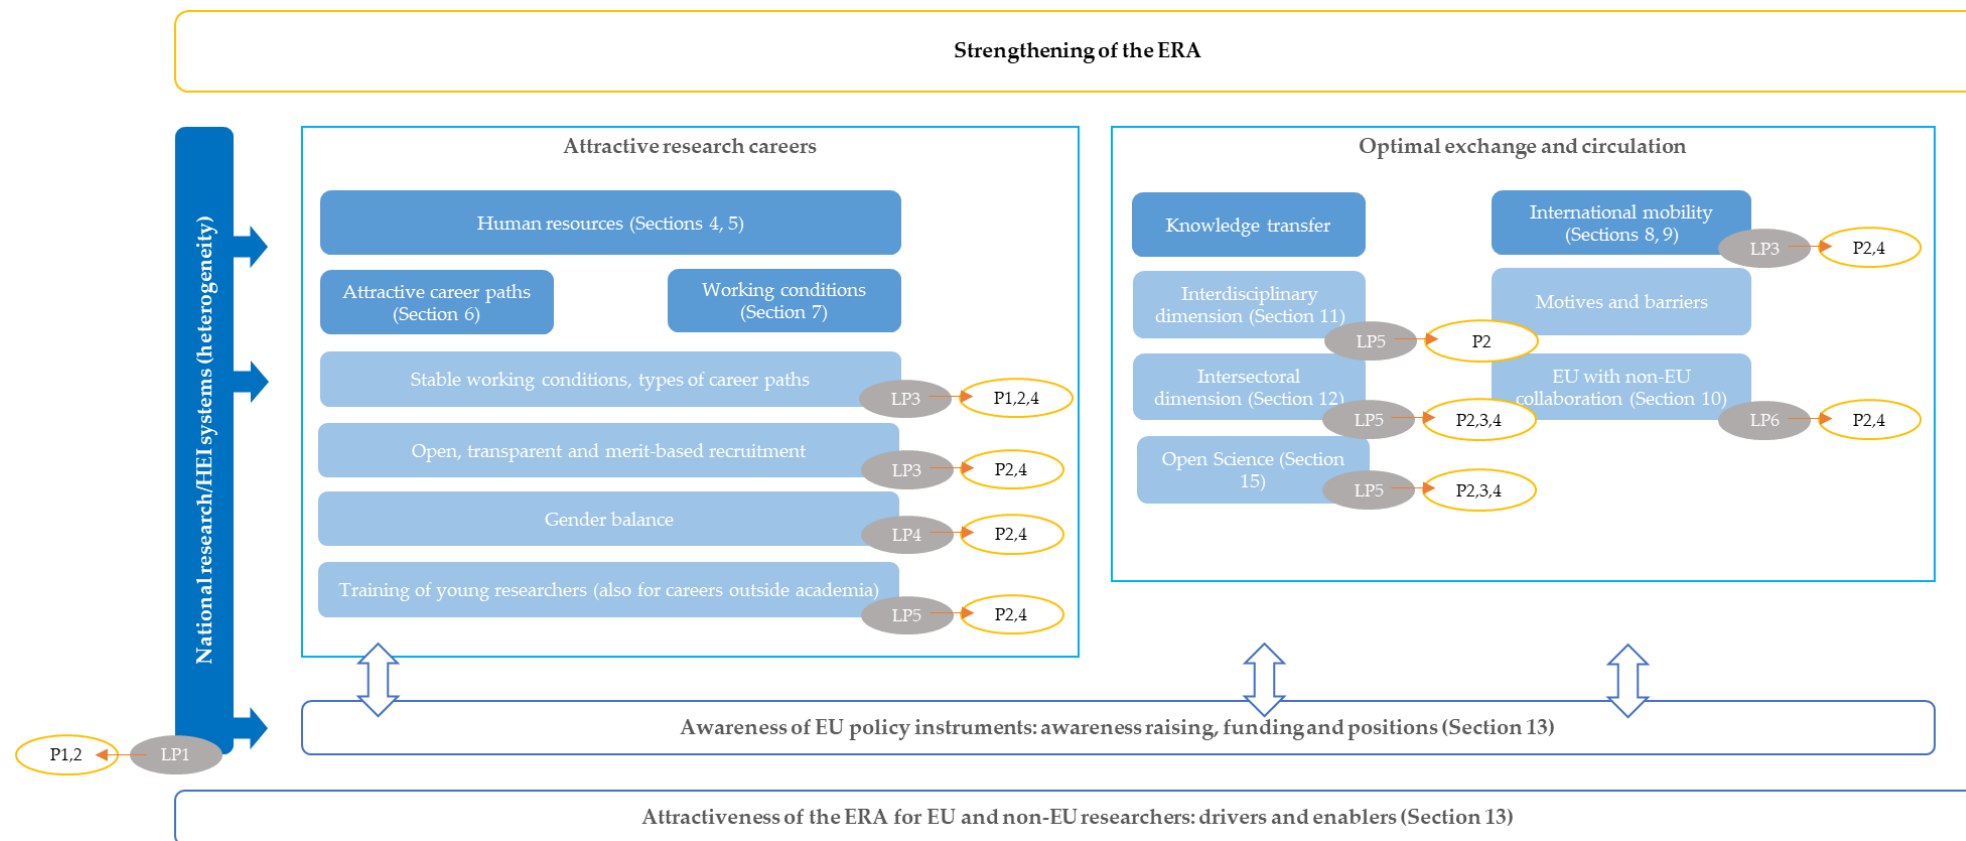 Strengthening of the ERA
National research/HEI systems (heterogeneity)
LP1
P1,2
Attractive research careers
Human resources (Sections 4, 5)
Attractive career paths
(Section 6)
Working conditions
(Section 7)
Stable working conditions, types of career paths
LP3
P1,2,4
Open, transparent and merit-based recruitment
LP3
P2,4
Gender balance
LP4
P2,4
Training of young researchers (also for careers outside academia)
LP5
P2,4
Optimal exchange and circulation
Knowledge transfer
Interdisciplinary
dimension (Section 11)
LP5
P2
Intersectoral
dimension (Section 12)
LP5
P2,3,4
Open Science (Section
15)
LP5
P2,3,4
International mobility
(Sections 8, 9)
LP3
P2,4
Motives and barriers
EU with non-EU
collaboration (Section 10)
LP6
P2,4
Awareness of EU policy instruments: awareness raising, funding and positions (Section 13)
Attractiveness of the ERA for EU and non-EU researchers: drivers and enablers (Section 13)